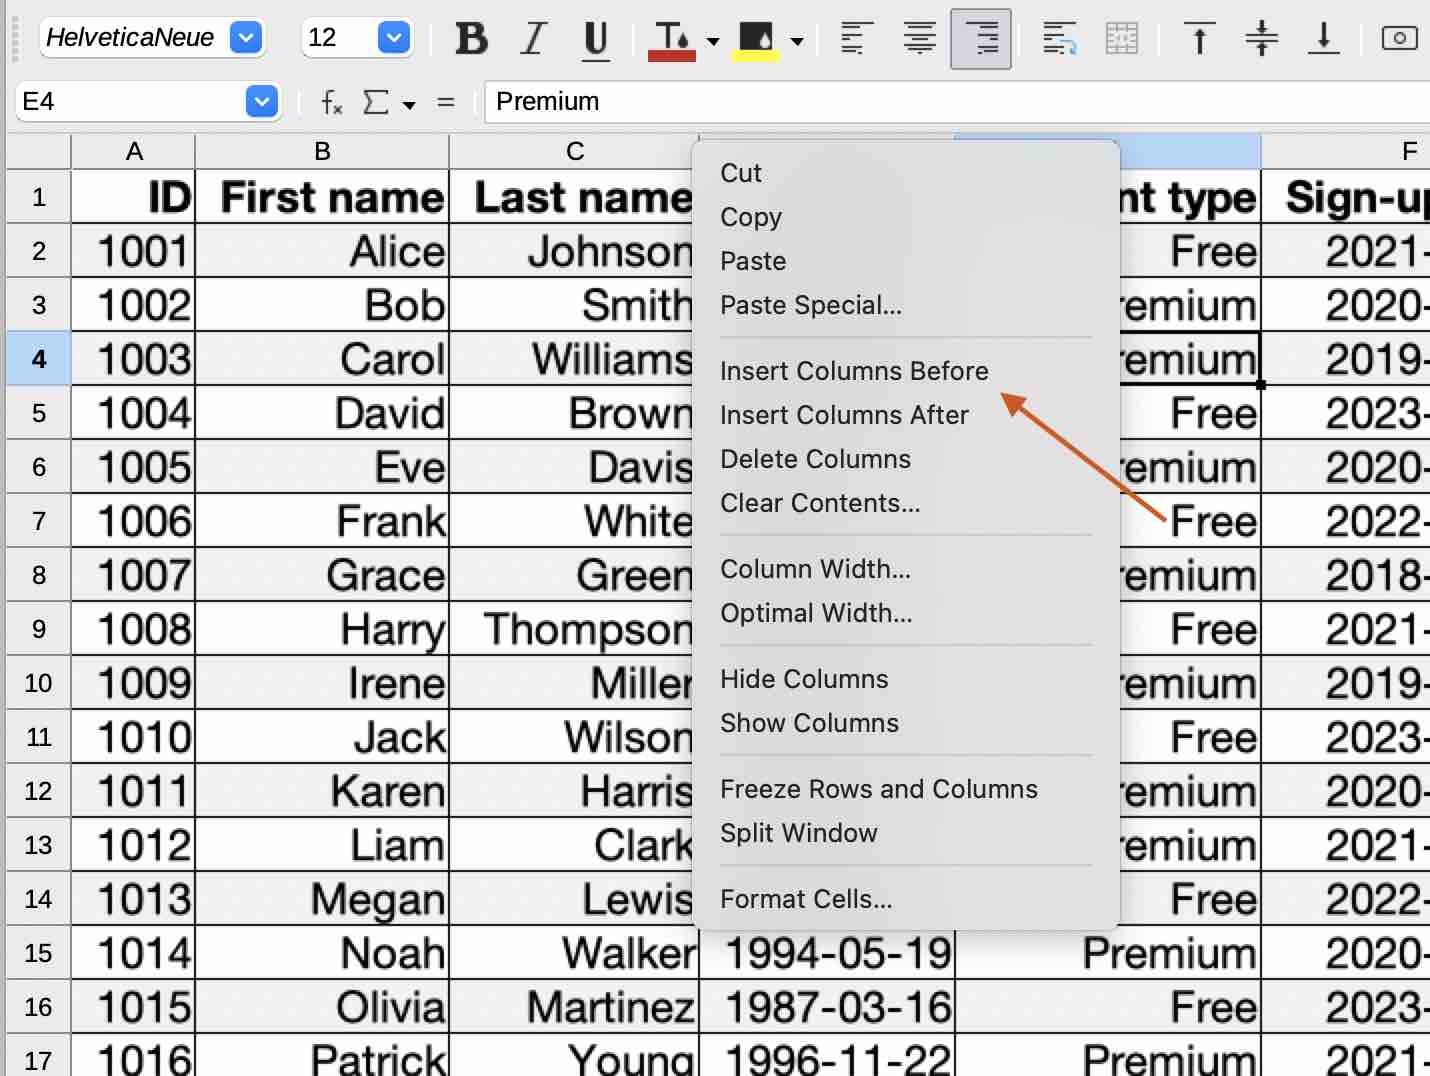 HelveticaNeue 12 B I U
E4 fx Σ = Premium
A B C F
1 ID First name Last name nt type Sign-up
2 1001 Alice Johnson Free 2021-
3 1002 Bob Smith remium 2020-
4 1003 Carol Williams remium 2019-
5 1004 David Brown Free 2023-
6 1005 Eve Davis remium 2020-
7 1006 Frank White Free 2022-
8 1007 Grace Green remium 2018-
9 1008 Harry Thompson Free 2021-
10 1009 Irene Miller remium 2019-
11 1010 Jack Wilson Free 2023-
12 1011 Karen Harris remium 2020-
13 1012 Liam Clark remium 2021-
14 1013 Megan Lewis Free 2022-
15 1014 Noah Walker 1994-05-19 Premium 2020-
16 1015 Olivia Martinez 1987-03-16 Free 2023-
17 1016 Patrick Young 1996-11-22 Premium 2021-
Cut
Copy
Paste
Paste Special...
Insert Columns Before
Insert Columns After
Delete Columns
Clear Contents...
Column Width...
Optimal Width...
Hide Columns
Show Columns
Freeze Rows and Columns
Split Window
Format Cells...